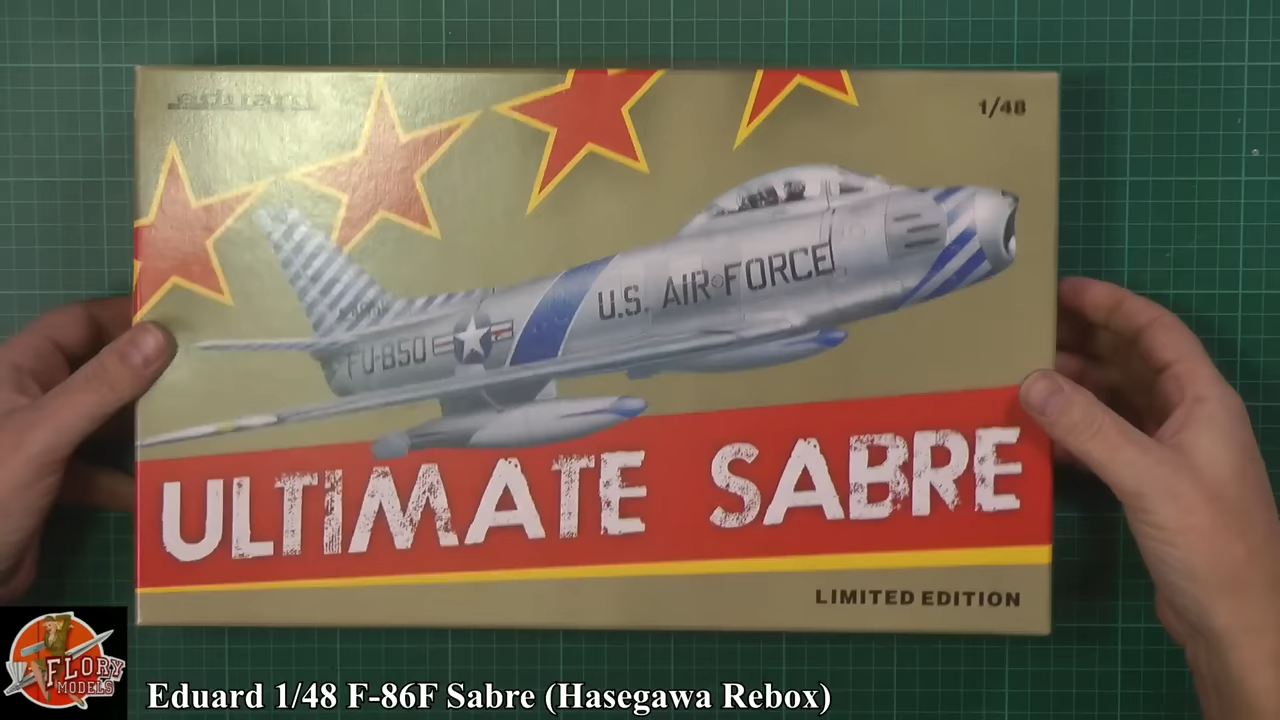 eduard
1/48
U.S. AIR FORCE
FU-850
ULTIMATE SABRE
LIMITED EDITION
FLORY
MODELS
Eduard 1/48 F-86F Sabre (Hasegawa Rebox)